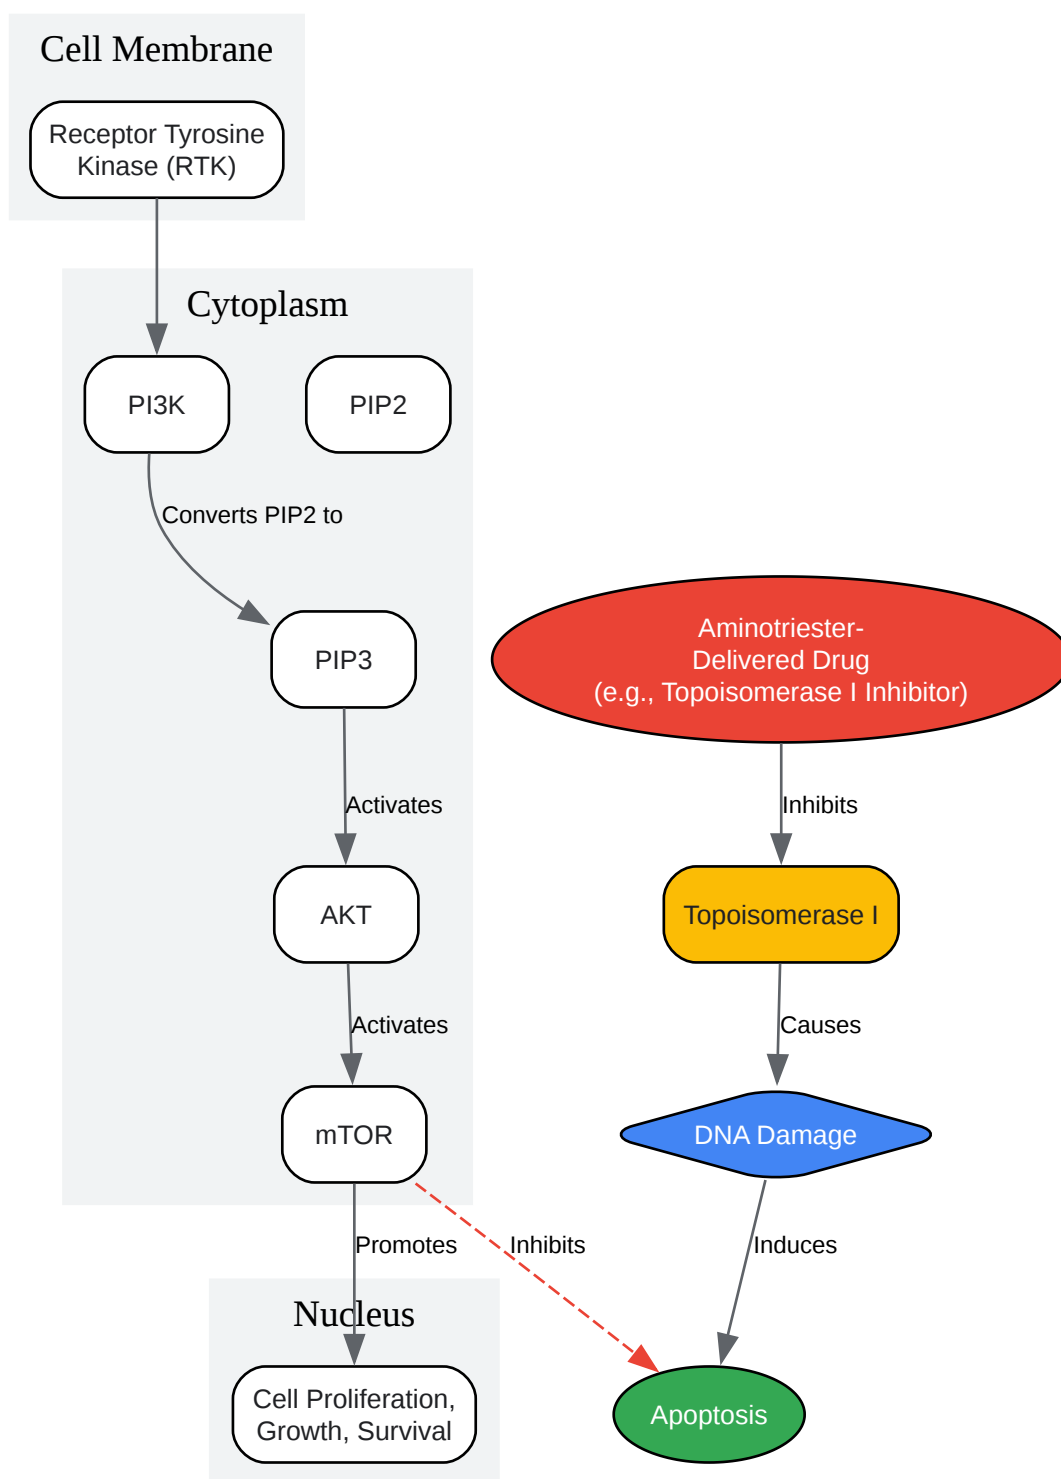 Cell Membrane
Receptor Tyrosine
Kinase (RTK)
Cytoplasm
PI3K
PIP2
Converts PIP2 to
PIP3
Aminotriester-
Delivered Drug
(e.g., Topoisomerase I Inhibitor)
Activates
Inhibits
AKT
Topoisomerase I
Activates
Causes
mTOR
DNA Damage
Promotes
Inhibits
Induces
Nucleus
Cell Proliferation,
Growth, Survival
Apoptosis